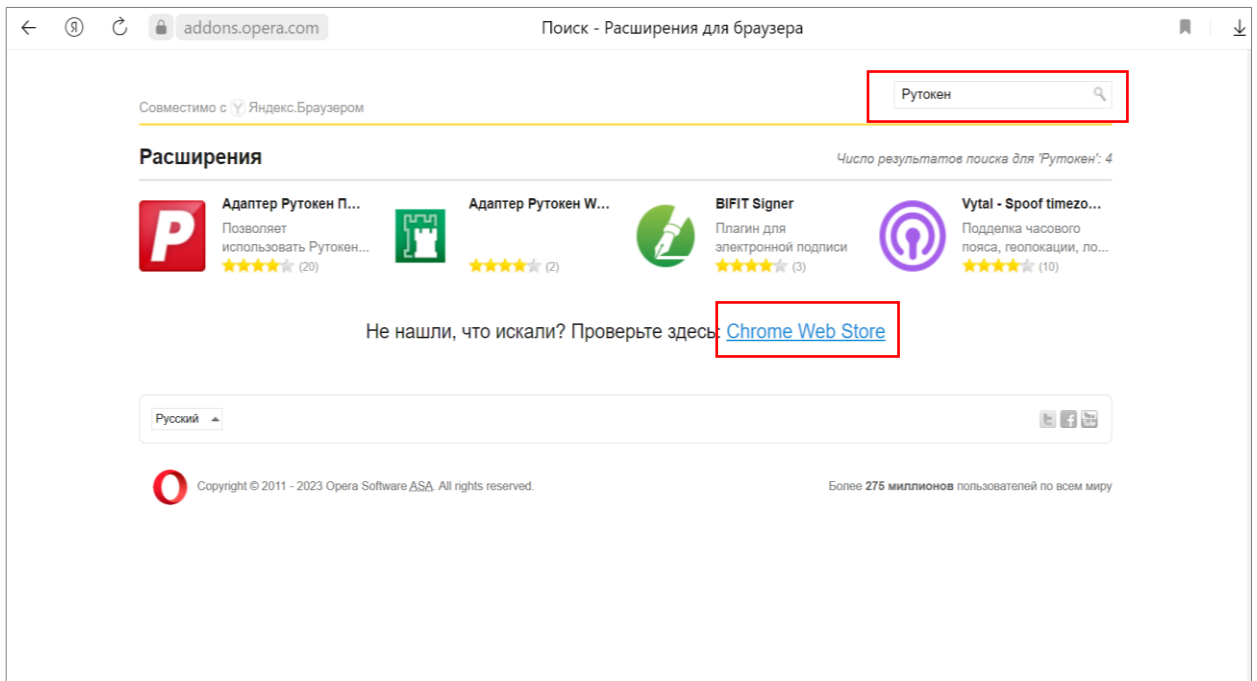 addons.opera.com
Поиск - Расширения для браузера
Рутокен
Совместимо с Яндекс.Браузером
Расширения
Число результатов поиска для 'Рутокен': 4
Адаптер Рутокен П...
Позволяет
использовать Рутокен...
(20)
Адаптер Рутокен W...
(2)
BIFIT Signer
Плагин для
электронной подписи
(3)
Vytal - Spoof timezo...
Подделка часового
пояса, геолокации, ло...
(10)
Не нашли, что искали? Проверьте здесь: Chrome Web Store
Русский
Copyright © 2011 - 2023 Opera Software ASA. All rights reserved.
Более 275 миллионов пользователей по всем миру